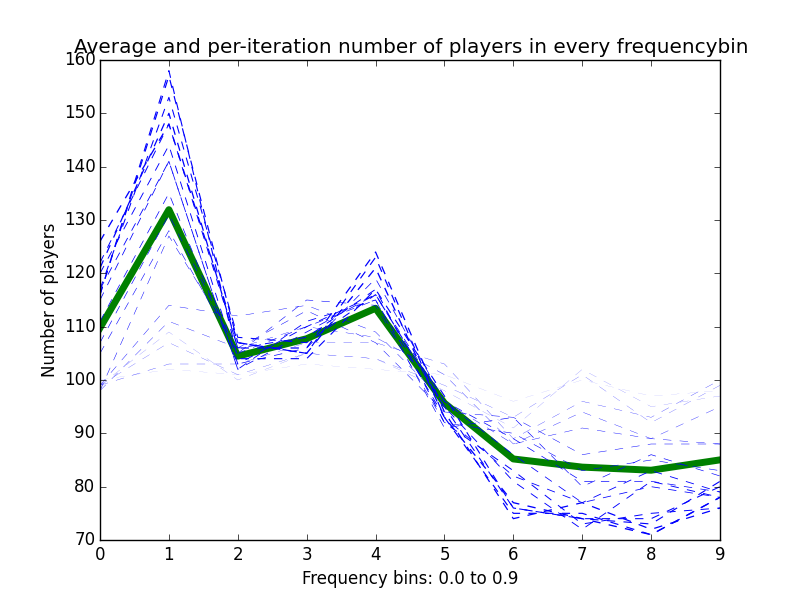 Average and per-iteration number of players in every frequencybin
160
150
140
130
120
110
100
90
80
70
Number of players
0 1 2 3 4 5 6 7 8 9
Frequency bins: 0.0 to 0.9